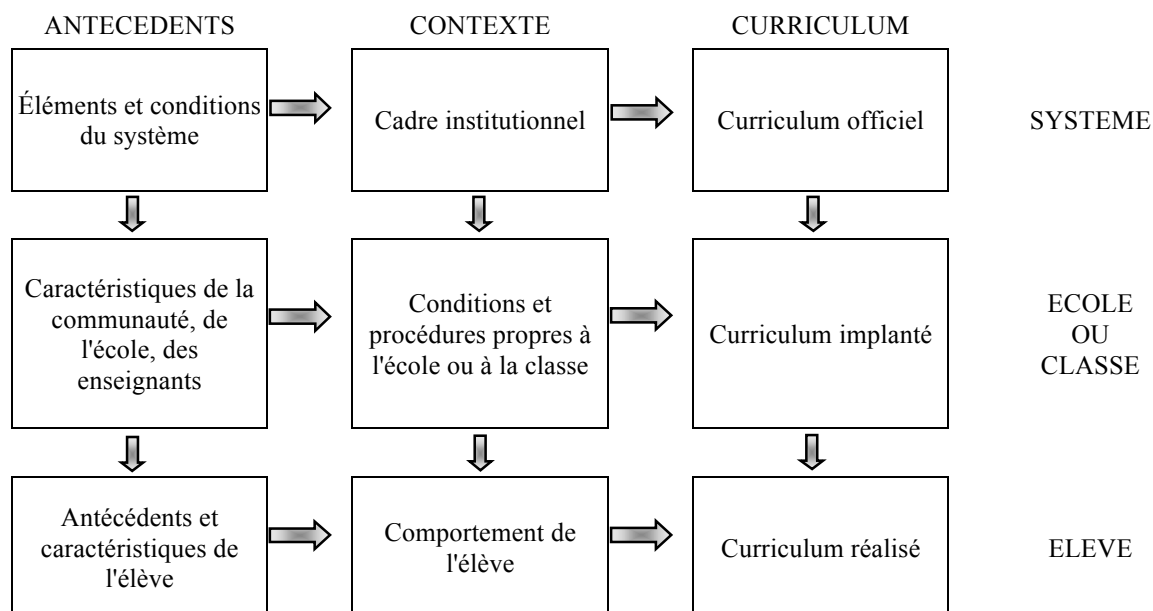 ANTECEDENTS
CONTEXTE
CURRICULUM
Éléments et conditions
du système
Cadre institutionnel
Curriculum officiel
SYSTEME
Caractéristiques de la
communauté, de
l'école, des
enseignants
Conditions et
procédures propres à
l'école ou à la classe
Curriculum implanté
ECOLE
OU
CLASSE
Antécédents et
caractéristiques de
l'élève
Comportement de
l'élève
Curriculum réalisé
ELEVE